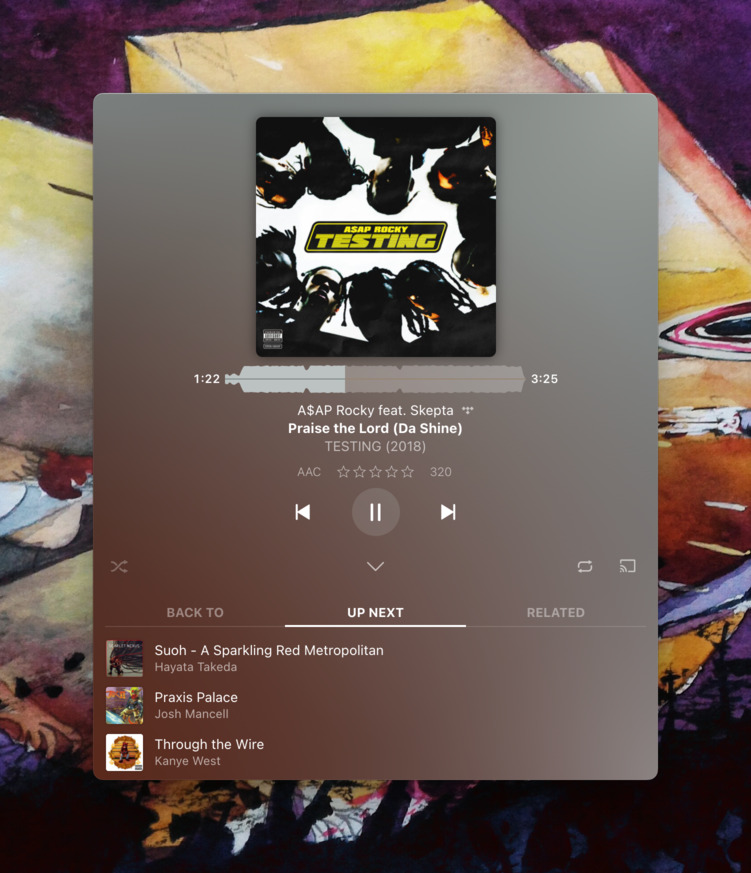 A$AP ROCKY
TESTING
1:22
3:25
A$AP Rocky feat. Skepta
Praise the Lord (Da Shine)
TESTING (2018)
AAC
320
BACK TO
UP NEXT
RELATED
Suoh - A Sparkling Red Metropolitan
Hayata Takeda
Praxis Palace
Josh Mancell
Through the Wire
Kanye West